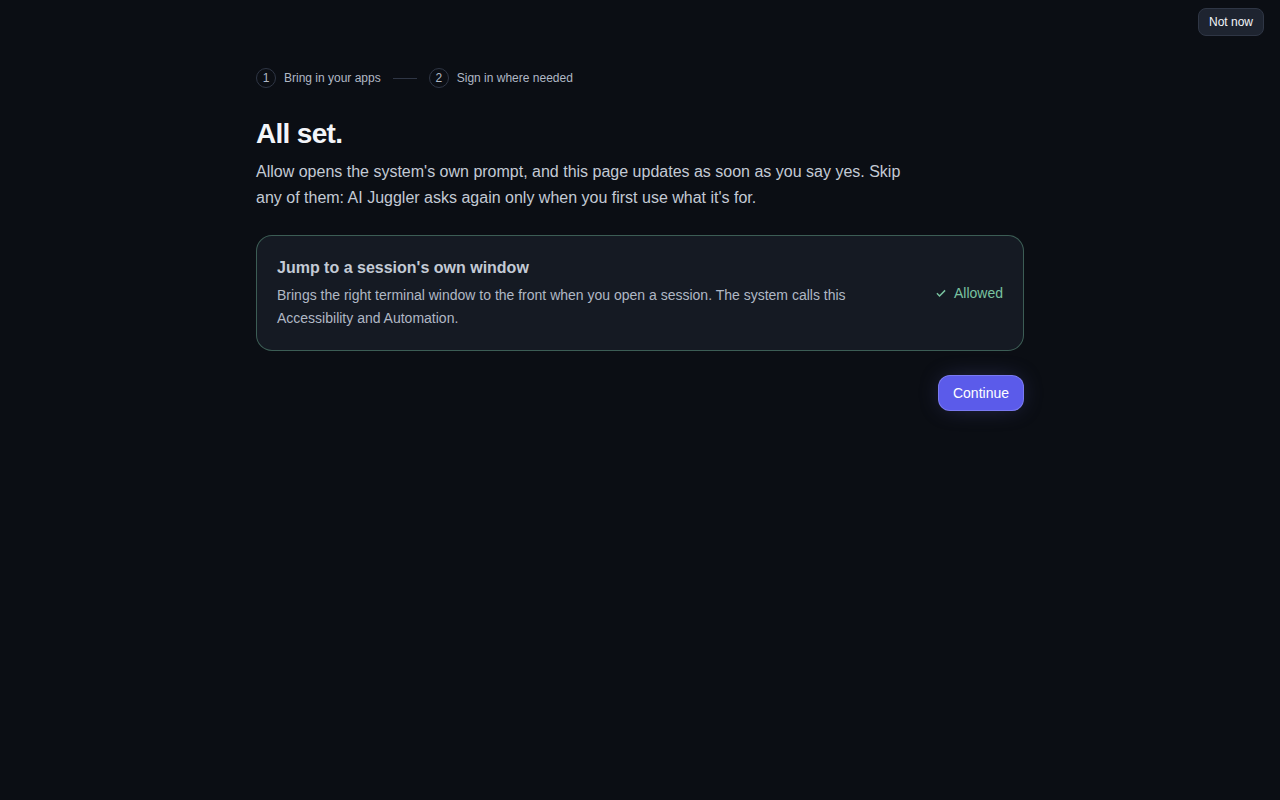 Not now
1 Bring in your apps 2 Sign in where needed
All set.
Allow opens the system's own prompt, and this page updates as soon as you say yes. Skip
any of them: AI Juggler asks again only when you first use what it's for.
Jump to a session's own window
Brings the right terminal window to the front when you open a session. The system calls this
Accessibility and Automation.
Allowed
Continue